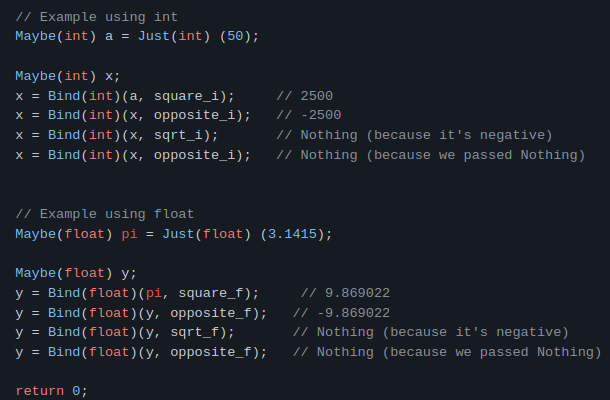 // Example using int
Maybe(int) a = Just(int) (50);
Maybe(int) x;
x = Bind(int)(a, square_i);     // 2500
x = Bind(int)(x, opposite_i);   // -2500
x = Bind(int)(x, sqrt_i);       // Nothing (because it's negative)
x = Bind(int)(x, opposite_i);   // Nothing (because we passed Nothing)
// Example using float
Maybe(float) pi = Just(float) (3.1415);
Maybe(float) y;
y = Bind(float)(pi, square_f);     // 9.869022
y = Bind(float)(y, opposite_f);   // -9.869022
y = Bind(float)(y, sqrt_f);       // Nothing (because it's negative)
y = Bind(float)(y, opposite_f);   // Nothing (because we passed Nothing)
return 0;